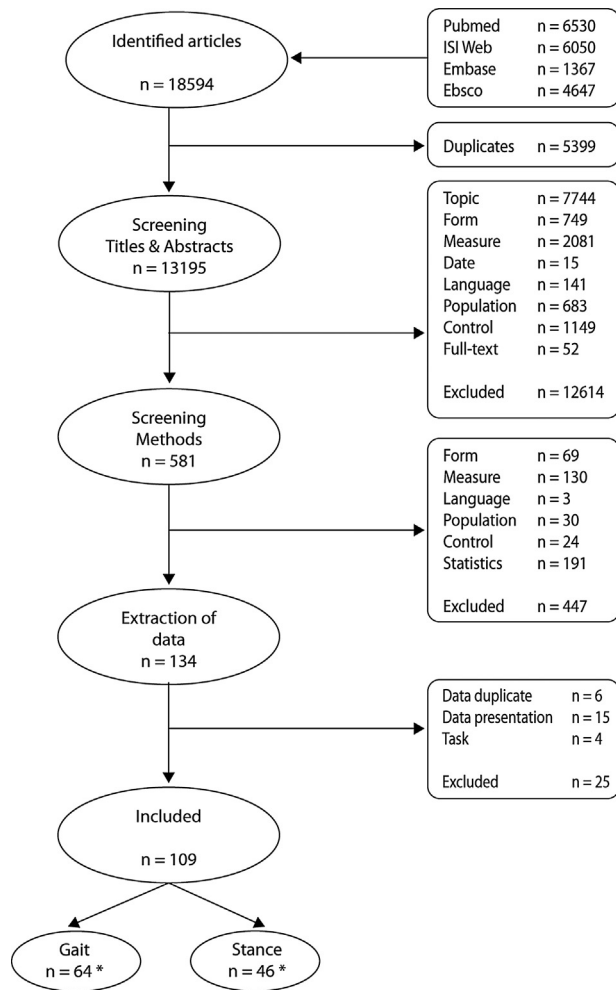 Identified articles
n = 18594
Pubmed n = 6530
ISI Web n = 6050
Embase n = 1367
Ebsco n = 4647
Duplicates n = 5399
Screening
Titles & Abstracts
n = 13195
Topic n = 7744
Form n = 749
Measure n = 2081
Date n = 15
Language n = 141
Population n = 683
Control n = 1149
Full-text n = 52
Excluded n = 12614
Screening
Methods
n = 581
Form n = 69
Measure n = 130
Language n = 3
Population n = 30
Control n = 24
Statistics n = 191
Excluded n = 447
Extraction of
data
n = 134
Data duplicate n = 6
Data presentation n = 15
Task n = 4
Excluded n = 25
Included
n = 109
Gait
n = 64 *
Stance
n = 46 *